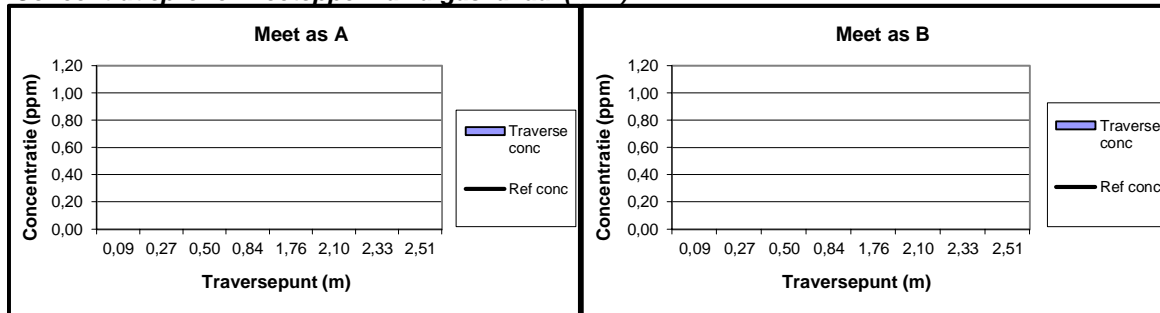 Meet as A
Concentratie (ppm)
1,20
1,00
0,80
0,60
0,40
0,20
0,00
0,09 0,27 0,50 0,84 1,76 2,10 2,33 2,51
Traversepunt (m)
Traverse
conc
Ref conc
Meet as B
Concentratie (ppm)
1,20
1,00
0,80
0,60
0,40
0,20
0,00
0,09 0,27 0,50 0,84 1,76 2,10 2,33 2,51
Traversepunt (m)
Traverse
conc
Ref conc